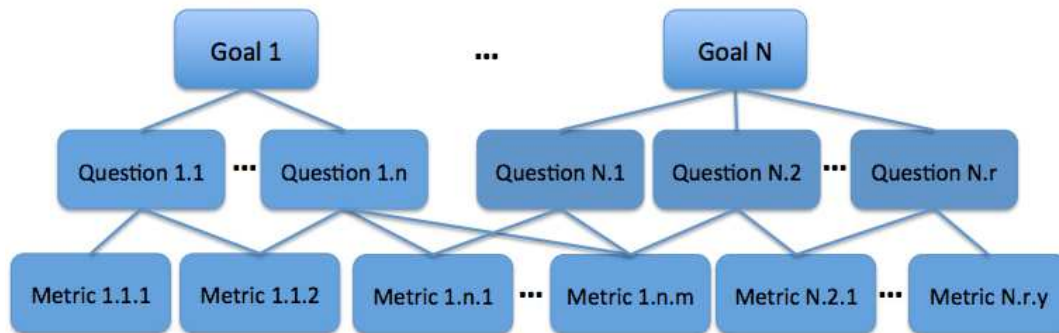 Goal 1 ... Goal N
Question 1.1 ... Question 1.n Question N.1 Question N.2 ... Question N.r
Metric 1.1.1 Metric 1.1.2 Metric 1.n.1 ... Metric 1.n.m Metric N.2.1 ... Metric N.r.y